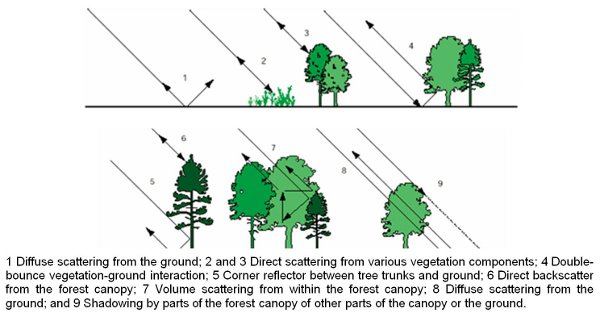 1
2
3
4
5
6
7
8
9
1 Diffuse scattering from the ground; 2 and 3 Direct scattering from various vegetation components; 4 Double-
bounce vegetation-ground interaction; 5 Corner reflector between tree trunks and ground; 6 Direct backscatter
from the forest canopy; 7 Volume scattering from within the forest canopy; 8 Diffuse scattering from the
ground; and 9 Shadowing by parts of the forest canopy of other parts of the canopy or the ground.